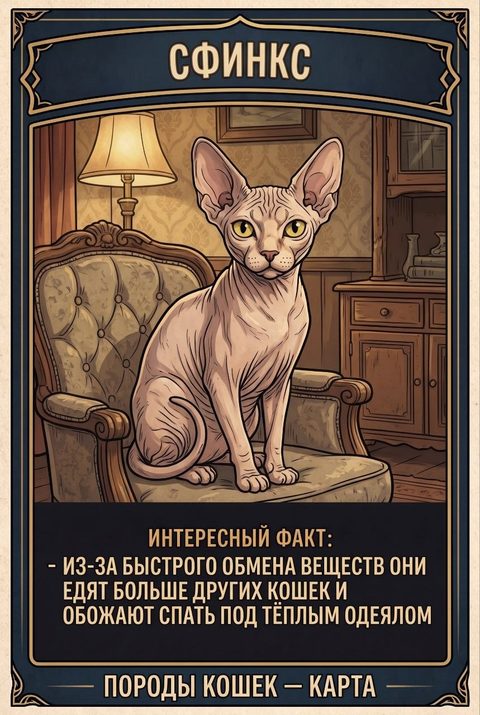 СФИНКС
ИНТЕРЕСНЫЙ ФАКТ:
- ИЗ-ЗА БЫСТРОГО ОБМЕНА ВЕЩЕСТВ ОНИ
ЕДЯТ БОЛЬШЕ ДРУГИХ КОШЕК И
ОБОЖАЮТ СПАТЬ ПОД ТЁПЛЫМ ОДЕЯЛОМ
ПОРОДЫ КОШЕК — КАРТА